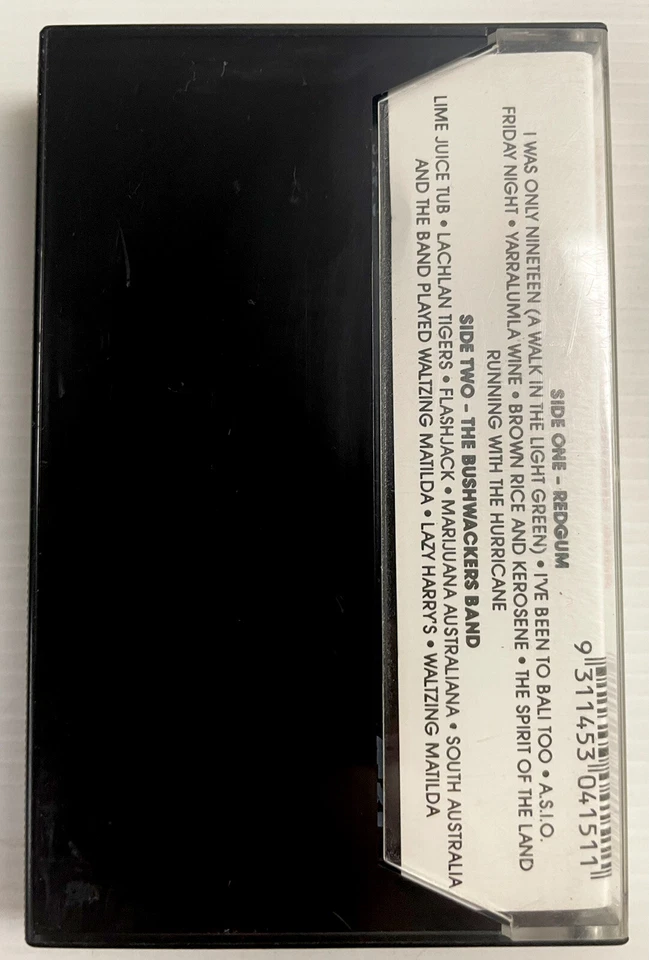 SIDE ONE - REDGUM
I WAS ONLY NINETEEN (A WALK IN THE LIGHT GREEN) • I'VE BEEN TO BALI TOO • A.S.I.O.
FRIDAY NIGHT • YARRALUMLA WINE • BROWN RICE AND KEROSENE • THE SPIRIT OF THE LAND
RUNNING WITH THE HURRICANE
SIDE TWO - THE BUSHWACKERS BAND
LIME JUICE TUB • LACHLAN TIGERS • FLASHJACK • MARIJUANA AUSTRALIANA • SOUTH AUSTRALIA
AND THE BAND PLAYED WALTZING MATILDA • LAZY HARRY'S • WALTZING MATILDA
9 311453 041511